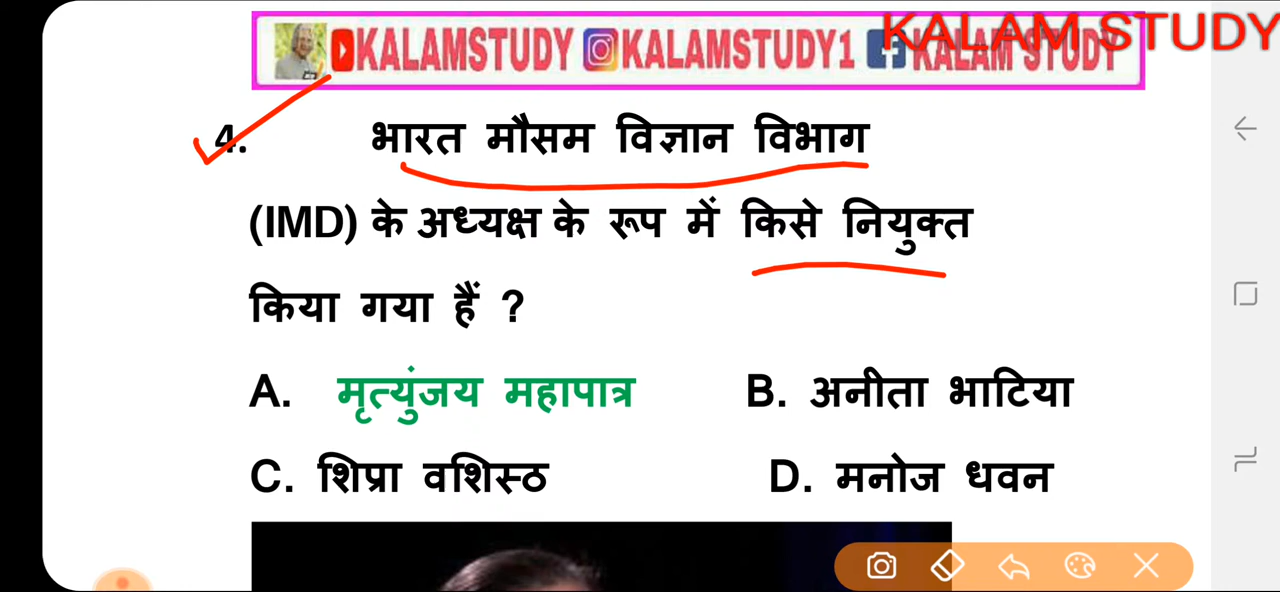 KALAM STUDY
KALAMSTUDY KALAMSTUDY1 KALAM STUDY
4. भारत मौसम विज्ञान विभाग
(IMD) के अध्यक्ष के रूप में किसे नियुक्त
किया गया हैं ?
A. मृत्युंजय महापात्र B. अनीता भाटिया
C. शिप्रा वशिस्ठ D. मनोज धवन